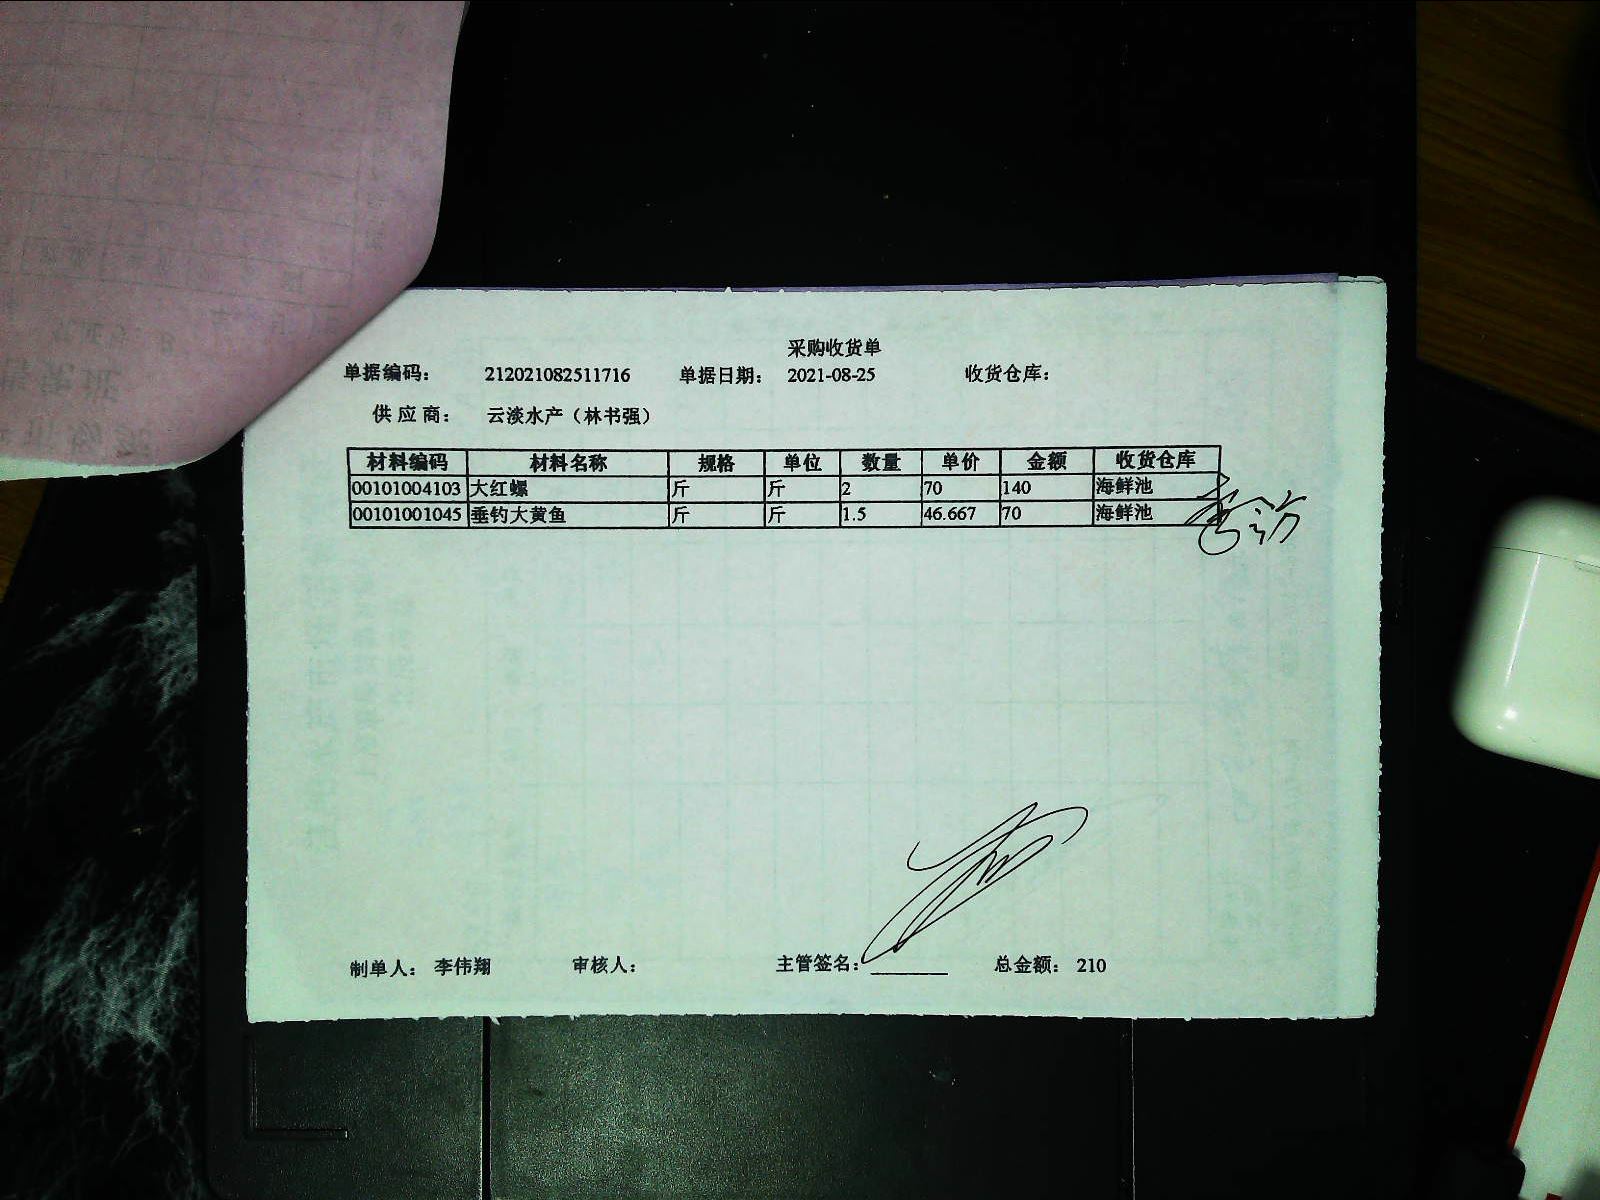 采购收货单
单据编码： 212021082511716 单据日期： 2021-08-25 收货仓库：
供 应 商： 云淡水产（林书强）
材料编码 材料名称 规格 单位 数量 单价 金额 收货仓库
00101004103 大红螺 斤 斤 2 70 140 海鲜池
00101001045 垂钓大黄鱼 斤 斤 1.5 46.667 70 海鲜池
制单人： 李伟翔 审核人： 主管签名： 总金额： 210